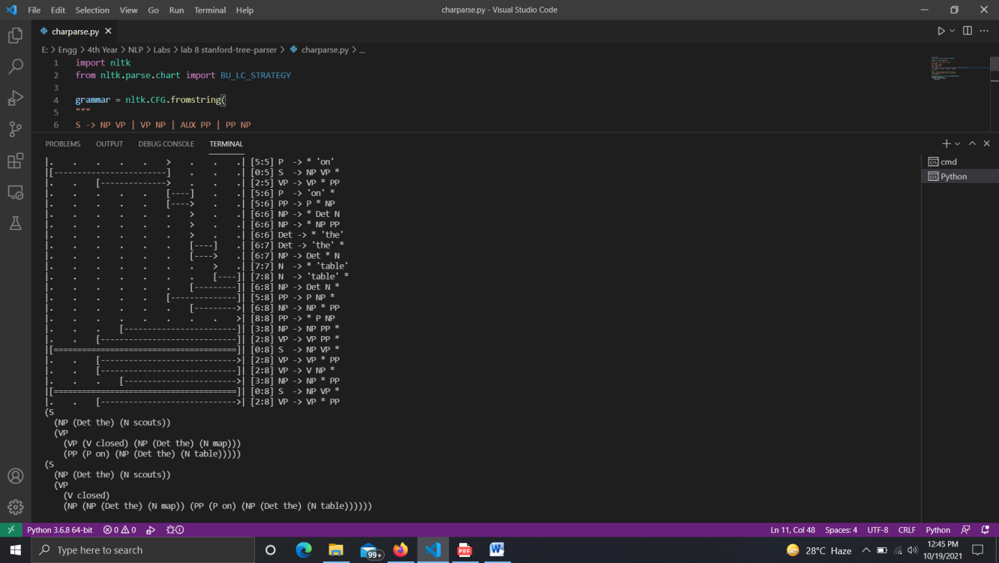 File Edit Selection View Go Run Terminal Help charparse.py - Visual Studio Code
charparse.py
E: > Engg > 4th Year > NLP > Labs > lab 8 stanford-tree-parser > charparse.py > ...
1 import nltk
2 from nltk.parse.chart import BU_LC_STRATEGY
3
4 grammar = nltk.CFG.fromstring(
5 """
6 S -> NP VP | VP NP | AUX PP | PP NP
PROBLEMS OUTPUT DEBUG CONSOLE TERMINAL
cmd
Python
|.    .    .    .    .    >    .    .    .| [5:5] P  -> * 'on'
|[------------------------]    .    .    .| [0:5] S  -> NP VP *
|.    .    [-------------->    .    .    .| [2:5] VP -> VP * PP
|.    .    .    .    .    [----]    .    .| [5:6] P  -> 'on' *
|.    .    .    .    .    [---->    .    .| [5:6] PP -> P * NP
|.    .    .    .    .    .    >    .    .| [6:6] NP -> * Det N
|.    .    .    .    .    .    >    .    .| [6:6] NP -> * NP PP
|.    .    .    .    .    .    >    .    .| [6:6] Det -> * 'the'
|.    .    .    .    .    .    [----]    .| [6:7] Det -> 'the' *
|.    .    .    .    .    .    [---->    .| [6:7] NP -> Det * N
|.    .    .    .    .    .    .    >    .| [7:7] N  -> * 'table'
|.    .    .    .    .    .    .    [----]| [7:8] N  -> 'table' *
|.    .    .    .    .    .    [---------]| [6:8] NP -> Det N *
|.    .    .    .    .    [--------------]| [5:8] PP -> P NP *
|.    .    .    .    .    .    [--------->| [6:8] NP -> NP * PP
|.    .    .    .    .    .    .    .    >| [8:8] PP -> * P NP
|.    .    .    [------------------------]| [3:8] NP -> NP PP *
|.    .    [-----------------------------]| [2:8] VP -> VP PP *
|[=======================================]| [0:8] S  -> NP VP *
|.    .    [----------------------------->| [2:8] VP -> VP * PP
|.    .    [-----------------------------]| [2:8] VP -> V NP *
|.    .    .    [------------------------>| [3:8] NP -> NP * PP
|[=======================================]| [0:8] S  -> NP VP *
|.    .    [----------------------------->| [2:8] VP -> VP * PP
(S
  (NP (Det the) (N scouts))
  (VP
    (VP (V closed) (NP (Det the) (N map)))
    (PP (P on) (NP (Det the) (N table)))))
(S
  (NP (Det the) (N scouts))
  (VP
    (V closed)
    (NP (NP (Det the) (N map)) (PP (P on) (NP (Det the) (N table))))))
Python 3.6.8 64-bit 0 0 Ln 11, Col 48 Spaces: 4 UTF-8 CRLF Python
Type here to search 99+ PDF 28°C Haze 12:45 PM
10/19/2021